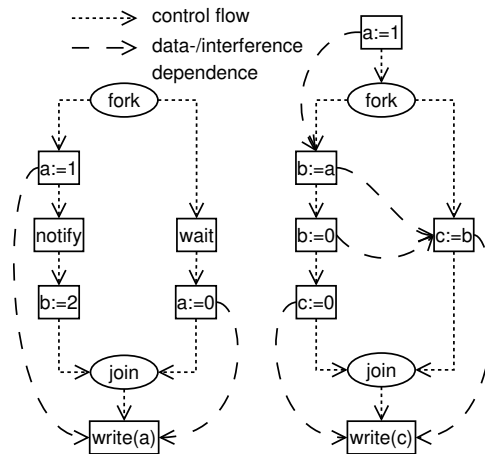 control flow
data-/interference
dependence
a:=1
fork
fork
a:=1
b:=a
notify
wait
b:=0
c:=b
b:=2
a:=0
c:=0
join
join
write(a)
write(c)